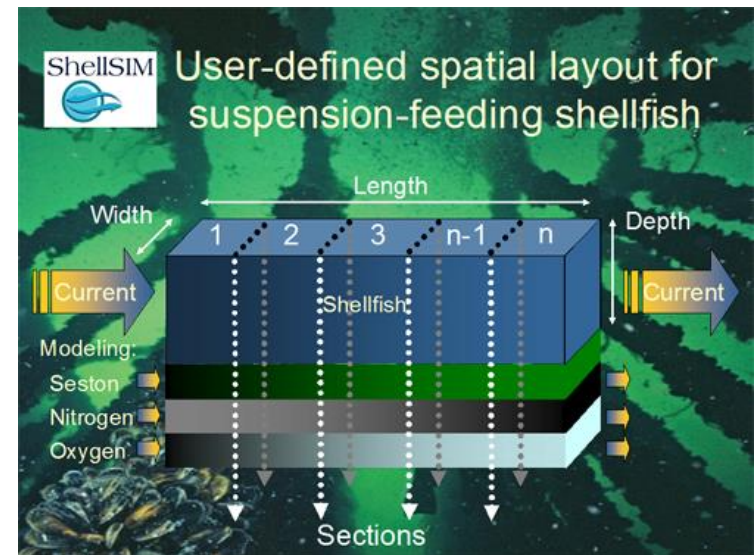 ShellSIM
User-defined spatial layout for
suspension-feeding shellfish
Length
Width
Depth
1 2 3 n-1 n
Current
Shellfish
Current
Modeling:
Seston
Nitrogen
Oxygen
Sections